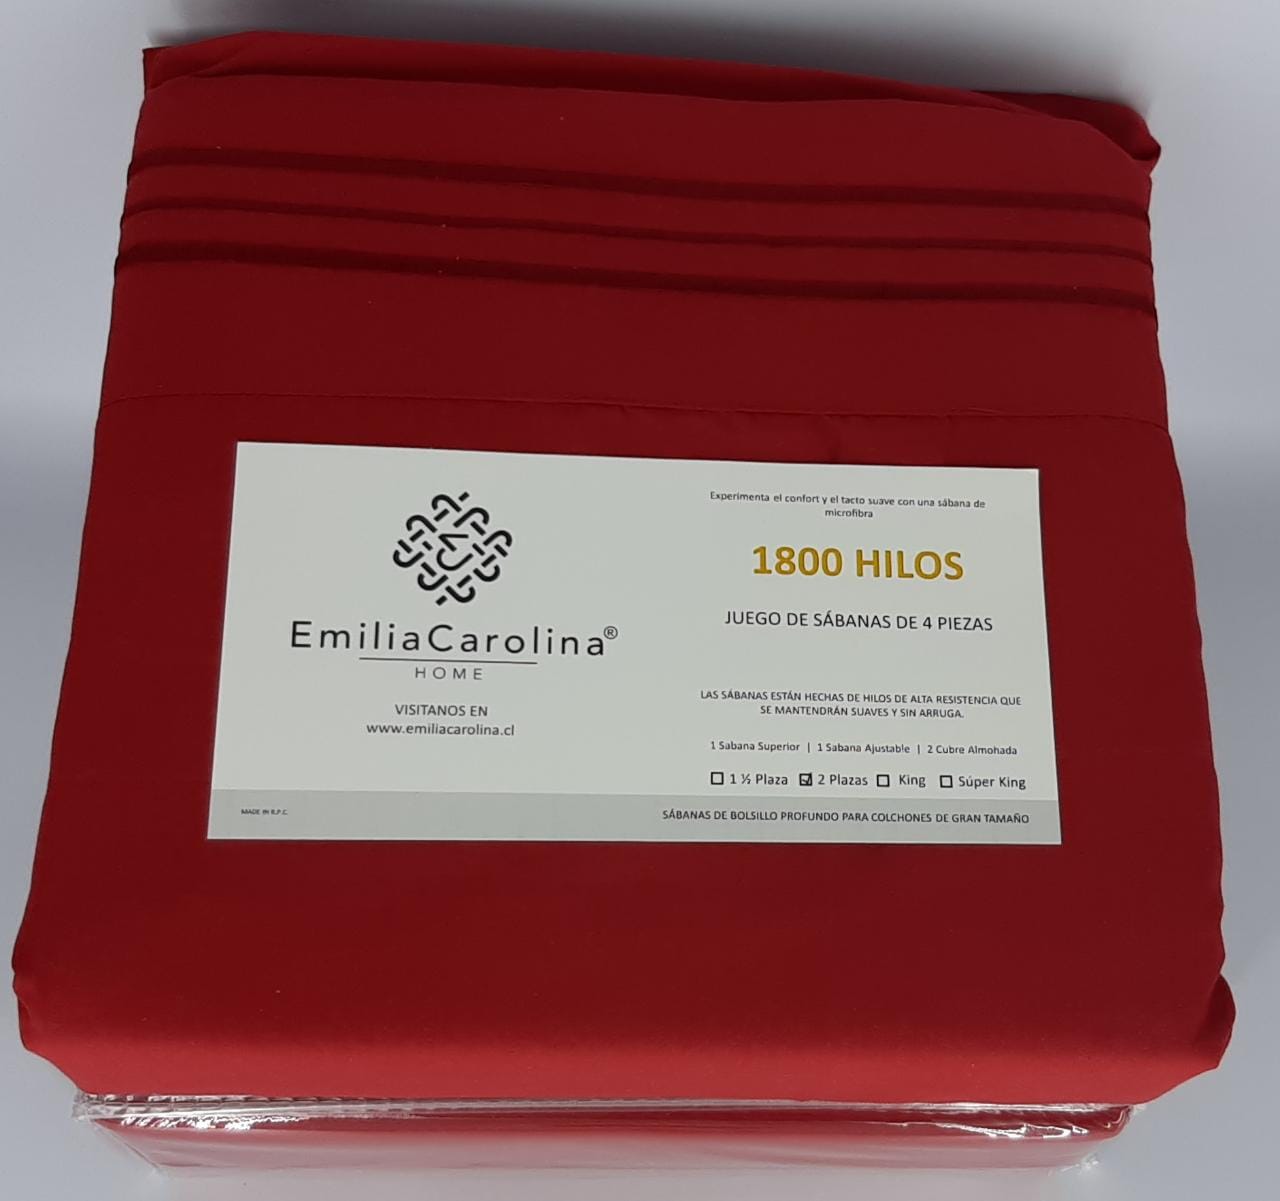 EmiliaCarolina®
HOME
VISITANOS EN
www.emiliacarolina.cl
MADE IN R.P.C.
Experimenta el confort y el tacto suave con una sábana de
microfibra
1800 HILOS
JUEGO DE SÁBANAS DE 4 PIEZAS
LAS SÁBANAS ESTÁN HECHAS DE HILOS DE ALTA RESISTENCIA QUE
SE MANTENDRÁN SUAVES Y SIN ARRUGA.
1 Sabana Superior | 1 Sabana Ajustable | 2 Cubre Almohada
☐ 1 ½ Plaza ☑ 2 Plazas ☐ King ☐ Súper King
SÁBANAS DE BOLSILLO PROFUNDO PARA COLCHONES DE GRAN TAMAÑO